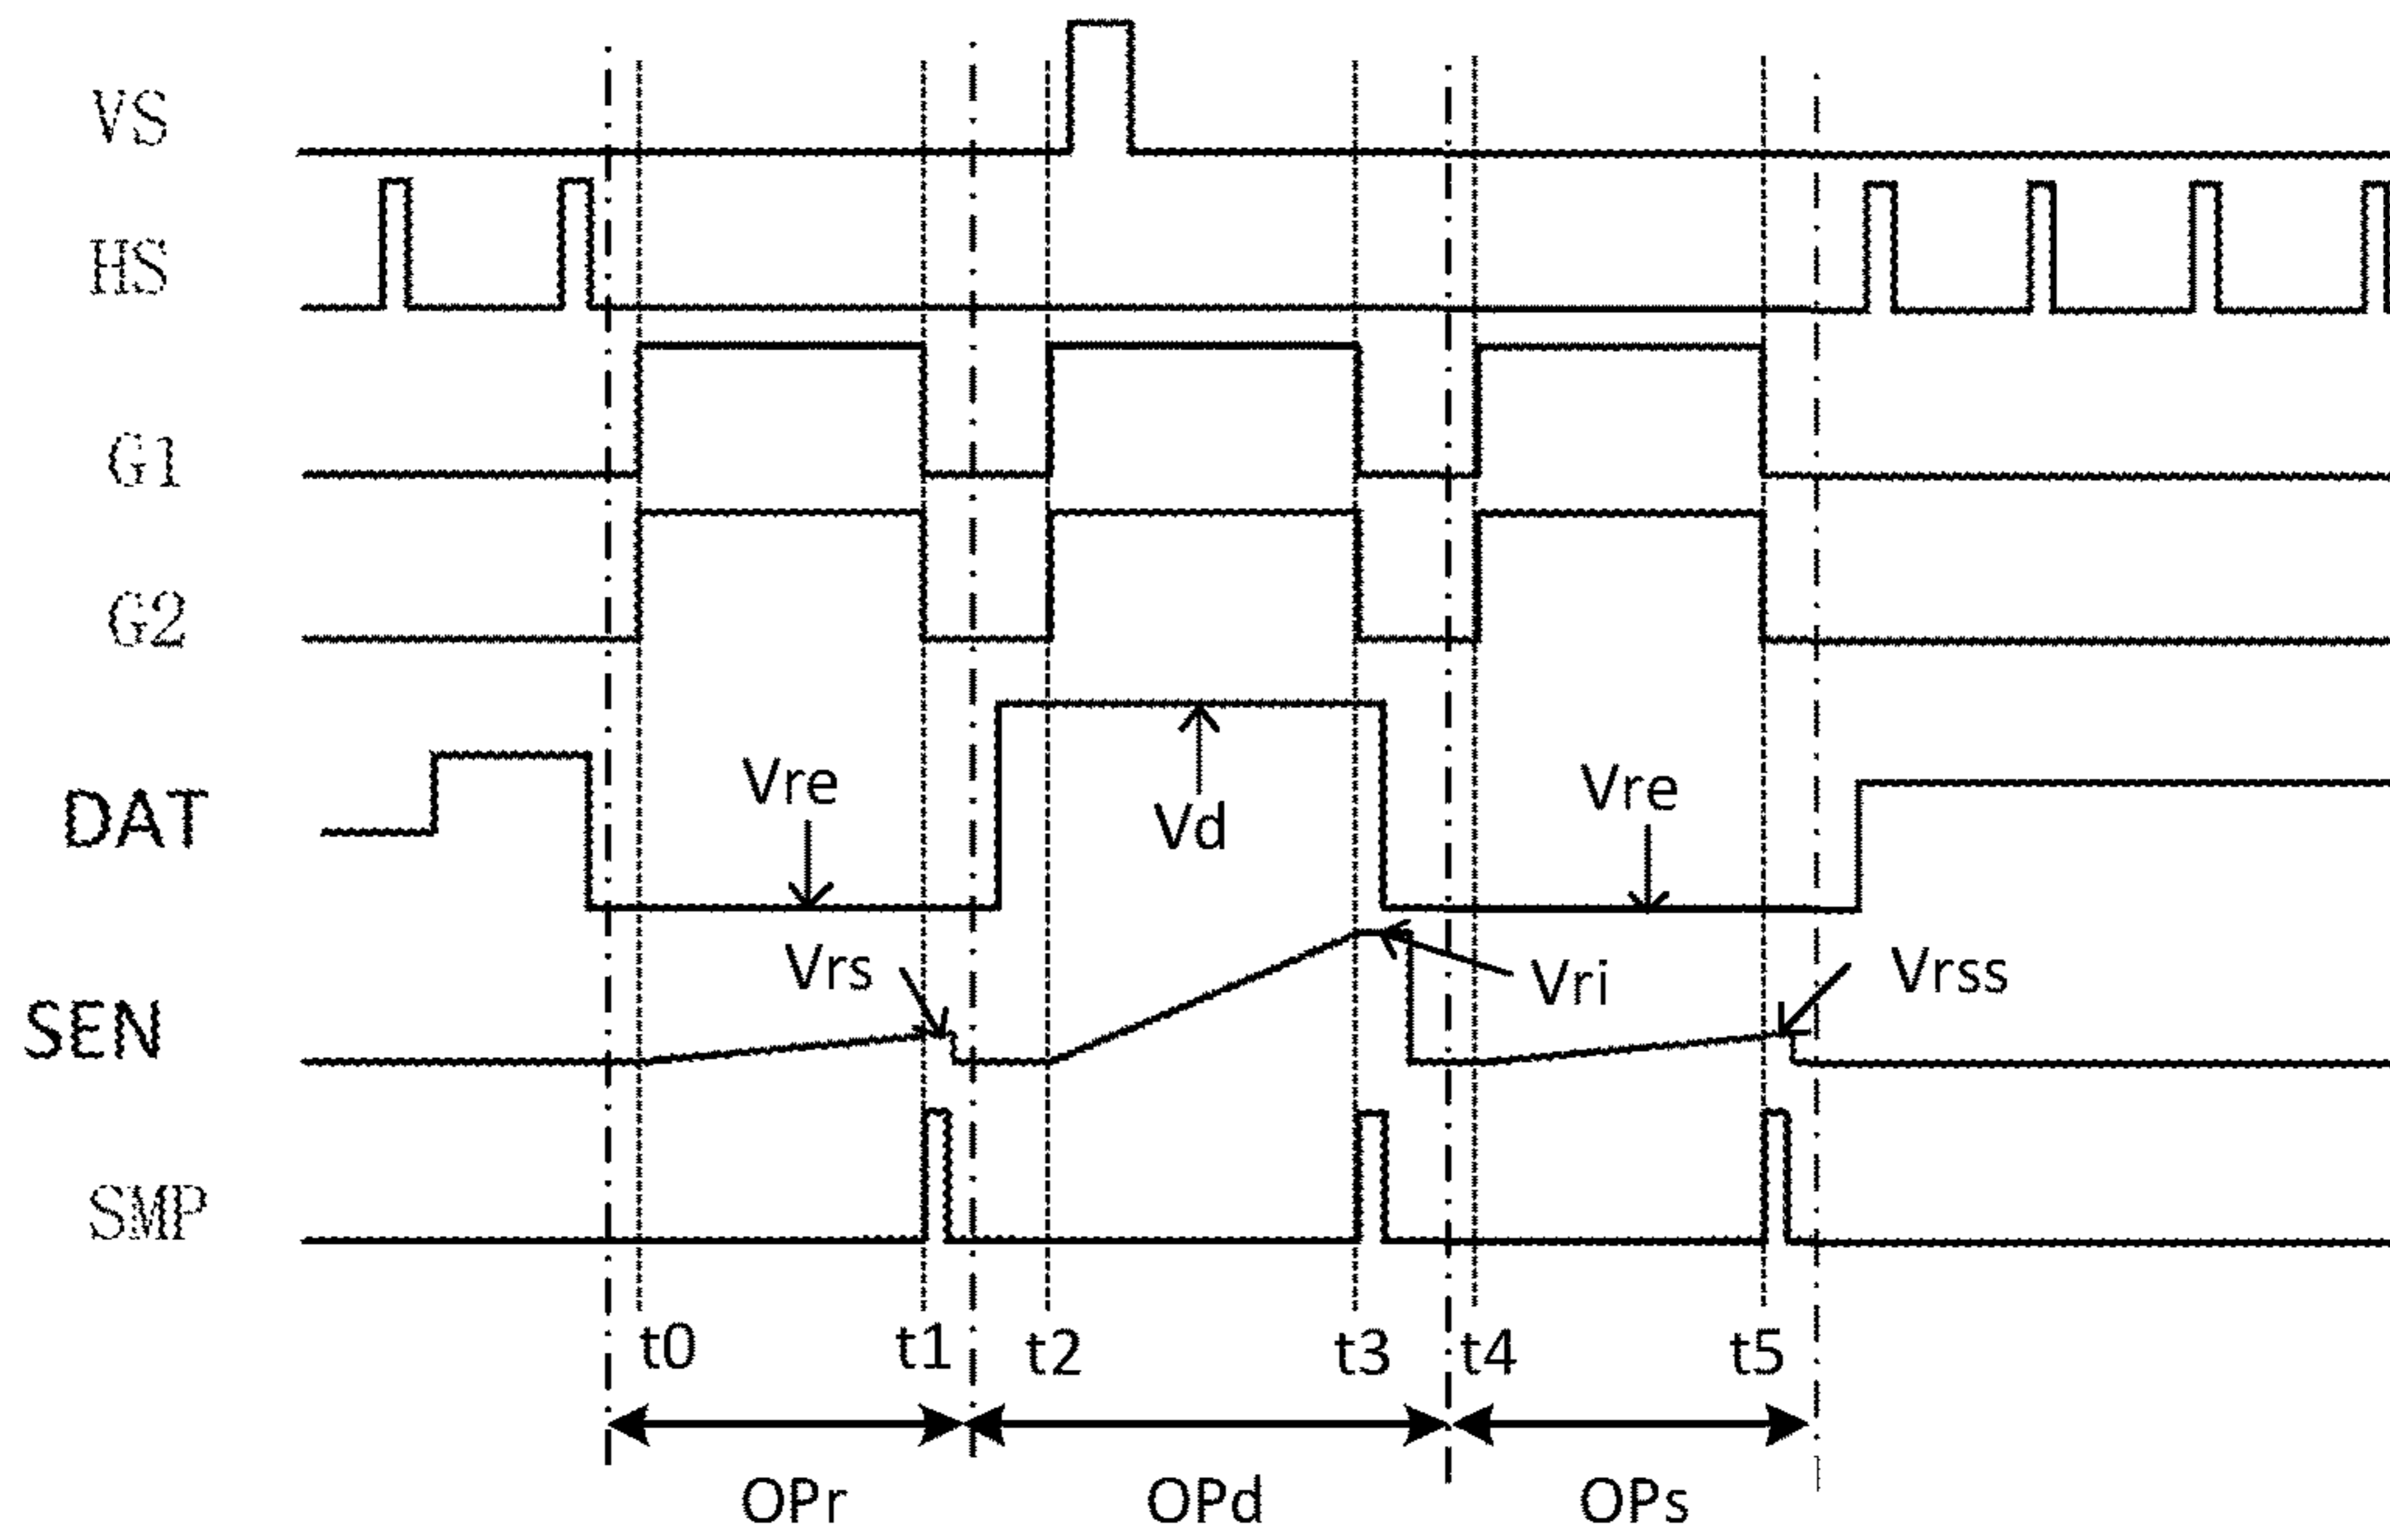 VS
HS
G1
G2
DAT
Vre
Vd
Vre
SEN
Vrs
Vri
Vrss
SMP
t0 t1 t2 t3 t4 t5
OPr OPd OPs